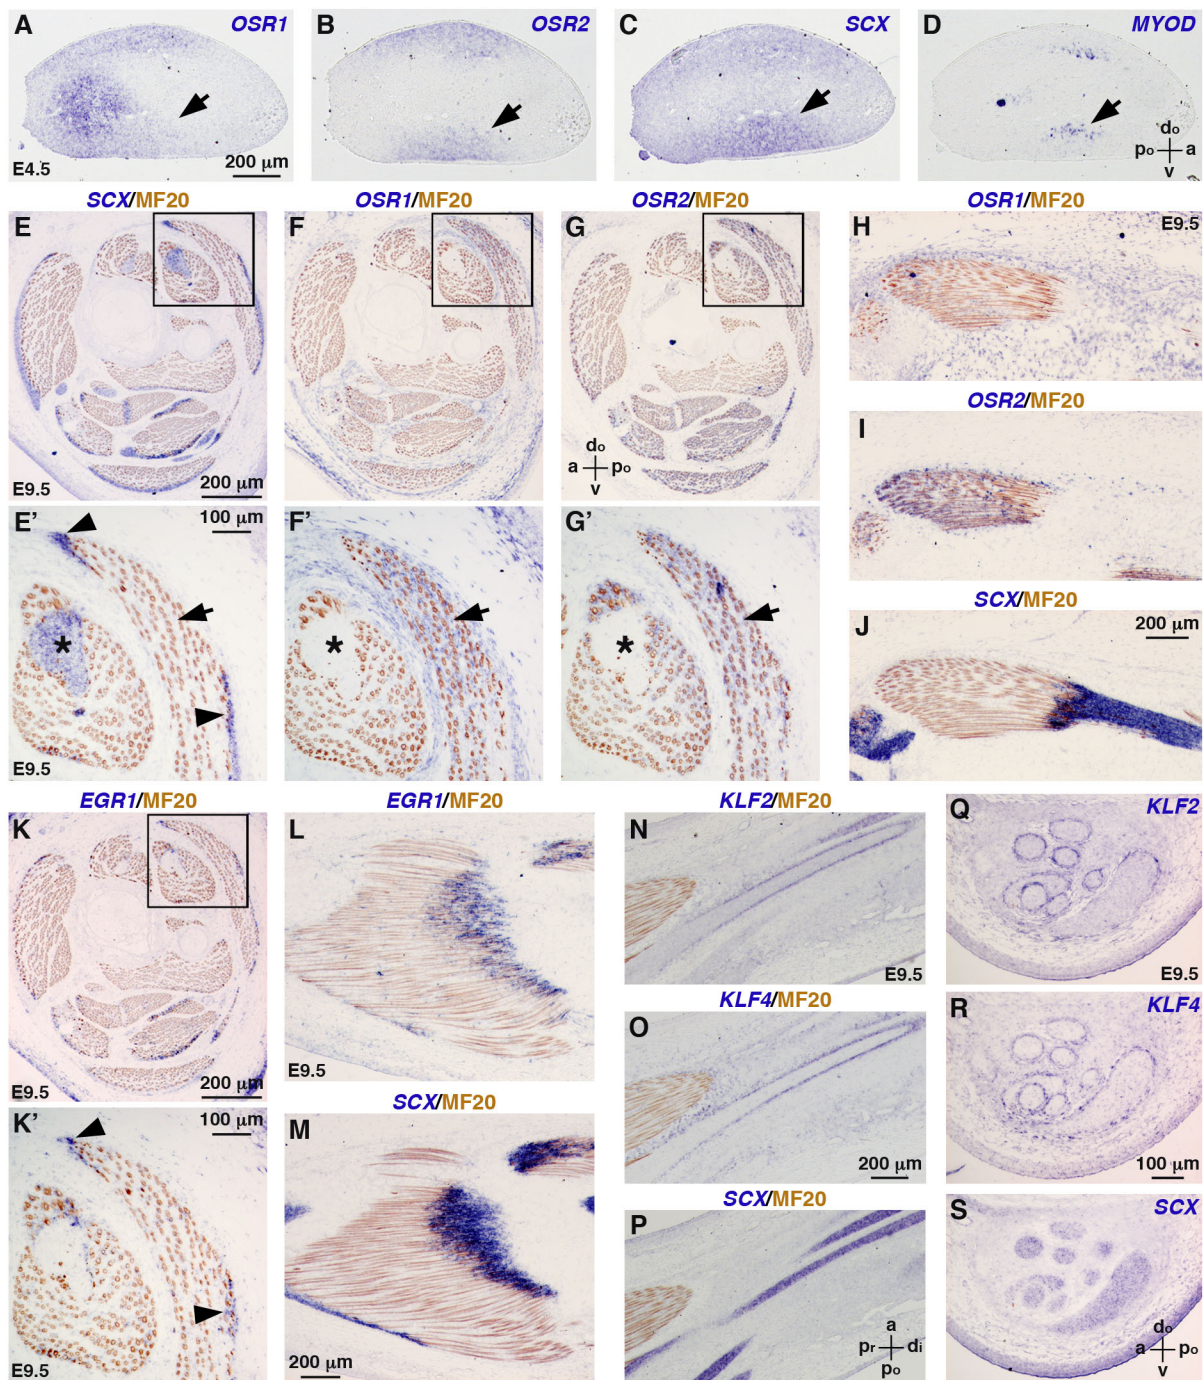 A OSR1
B OSR2
C SCX
D MYOD
E4.5 200 μm
do
po a
v
SCX/MF20
OSR1/MF20
OSR2/MF20
OSR1/MF20
E
F
G
H E9.5
OSR2/MF20
I
do
a po
v
E9.5 200 μm
E' 100 μm
F'
G'
SCX/MF20
J 200 μm
*
*
*
E9.5
EGR1/MF20
EGR1/MF20
KLF2/MF20
K
L
N
Q KLF2
E9.5
E9.5
KLF4/MF20
O
R KLF4
E9.5 200 μm
E9.5
K' 100 μm
SCX/MF20
M
200 μm
100 μm
SCX/MF20
P
S SCX
E9.5
200 μm
a
pr di
po
do
a po
v